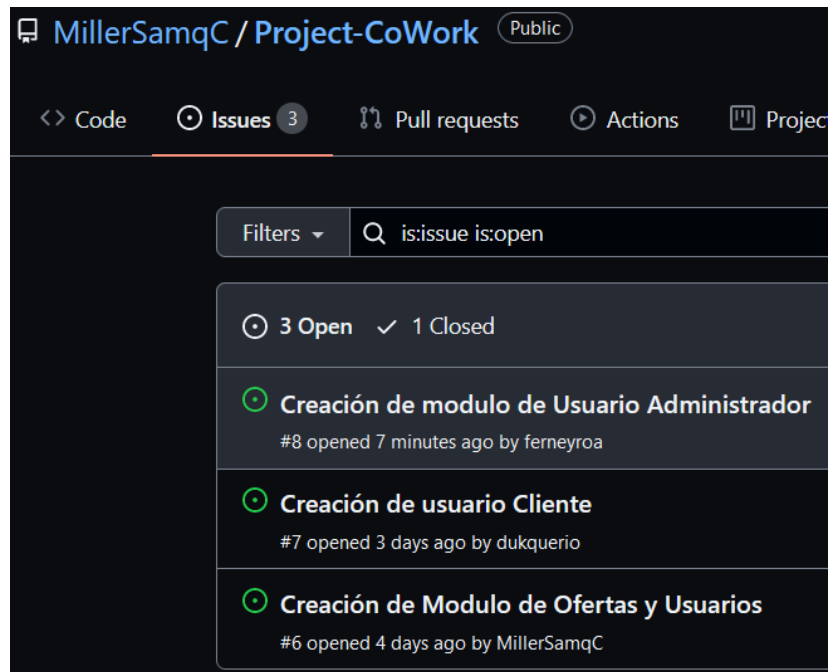 MillerSamqC / Project-CoWork Public
Code Issues 3 Pull requests Actions
Filters is:issue is:open
3 Open 1 Closed
Creación de modulo de Usuario Administrador
#8 opened 7 minutes ago by ferneyroa
Creación de usuario Cliente
#7 opened 3 days ago by dukquerio
Creación de Modulo de Ofertas y Usuarios
#6 opened 4 days ago by MillerSamqC